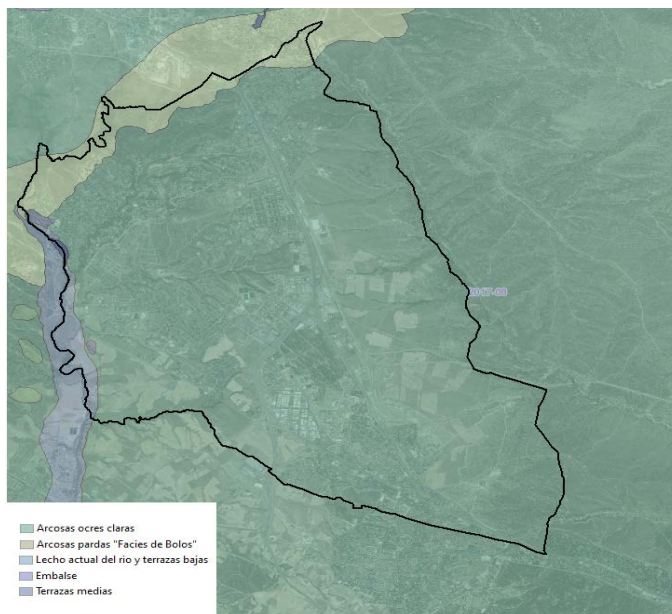 Arcosas ocres claras
Arcosas pardas "Facies de Bolos"
Lecho actual del rio y terrazas bajas
Embalse
Terrazas medias